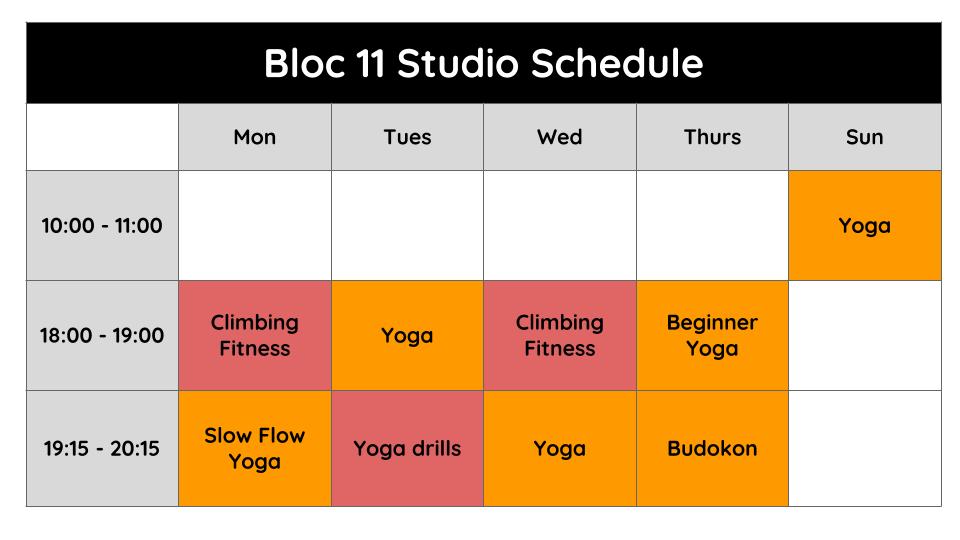 Bloc 11 Studio Schedule
Mon Tues Wed Thurs Sun
10:00 - 11:00 Yoga
18:00 - 19:00 Climbing Fitness Yoga Climbing Fitness Beginner Yoga
19:15 - 20:15 Slow Flow Yoga Yoga drills Yoga Budokon